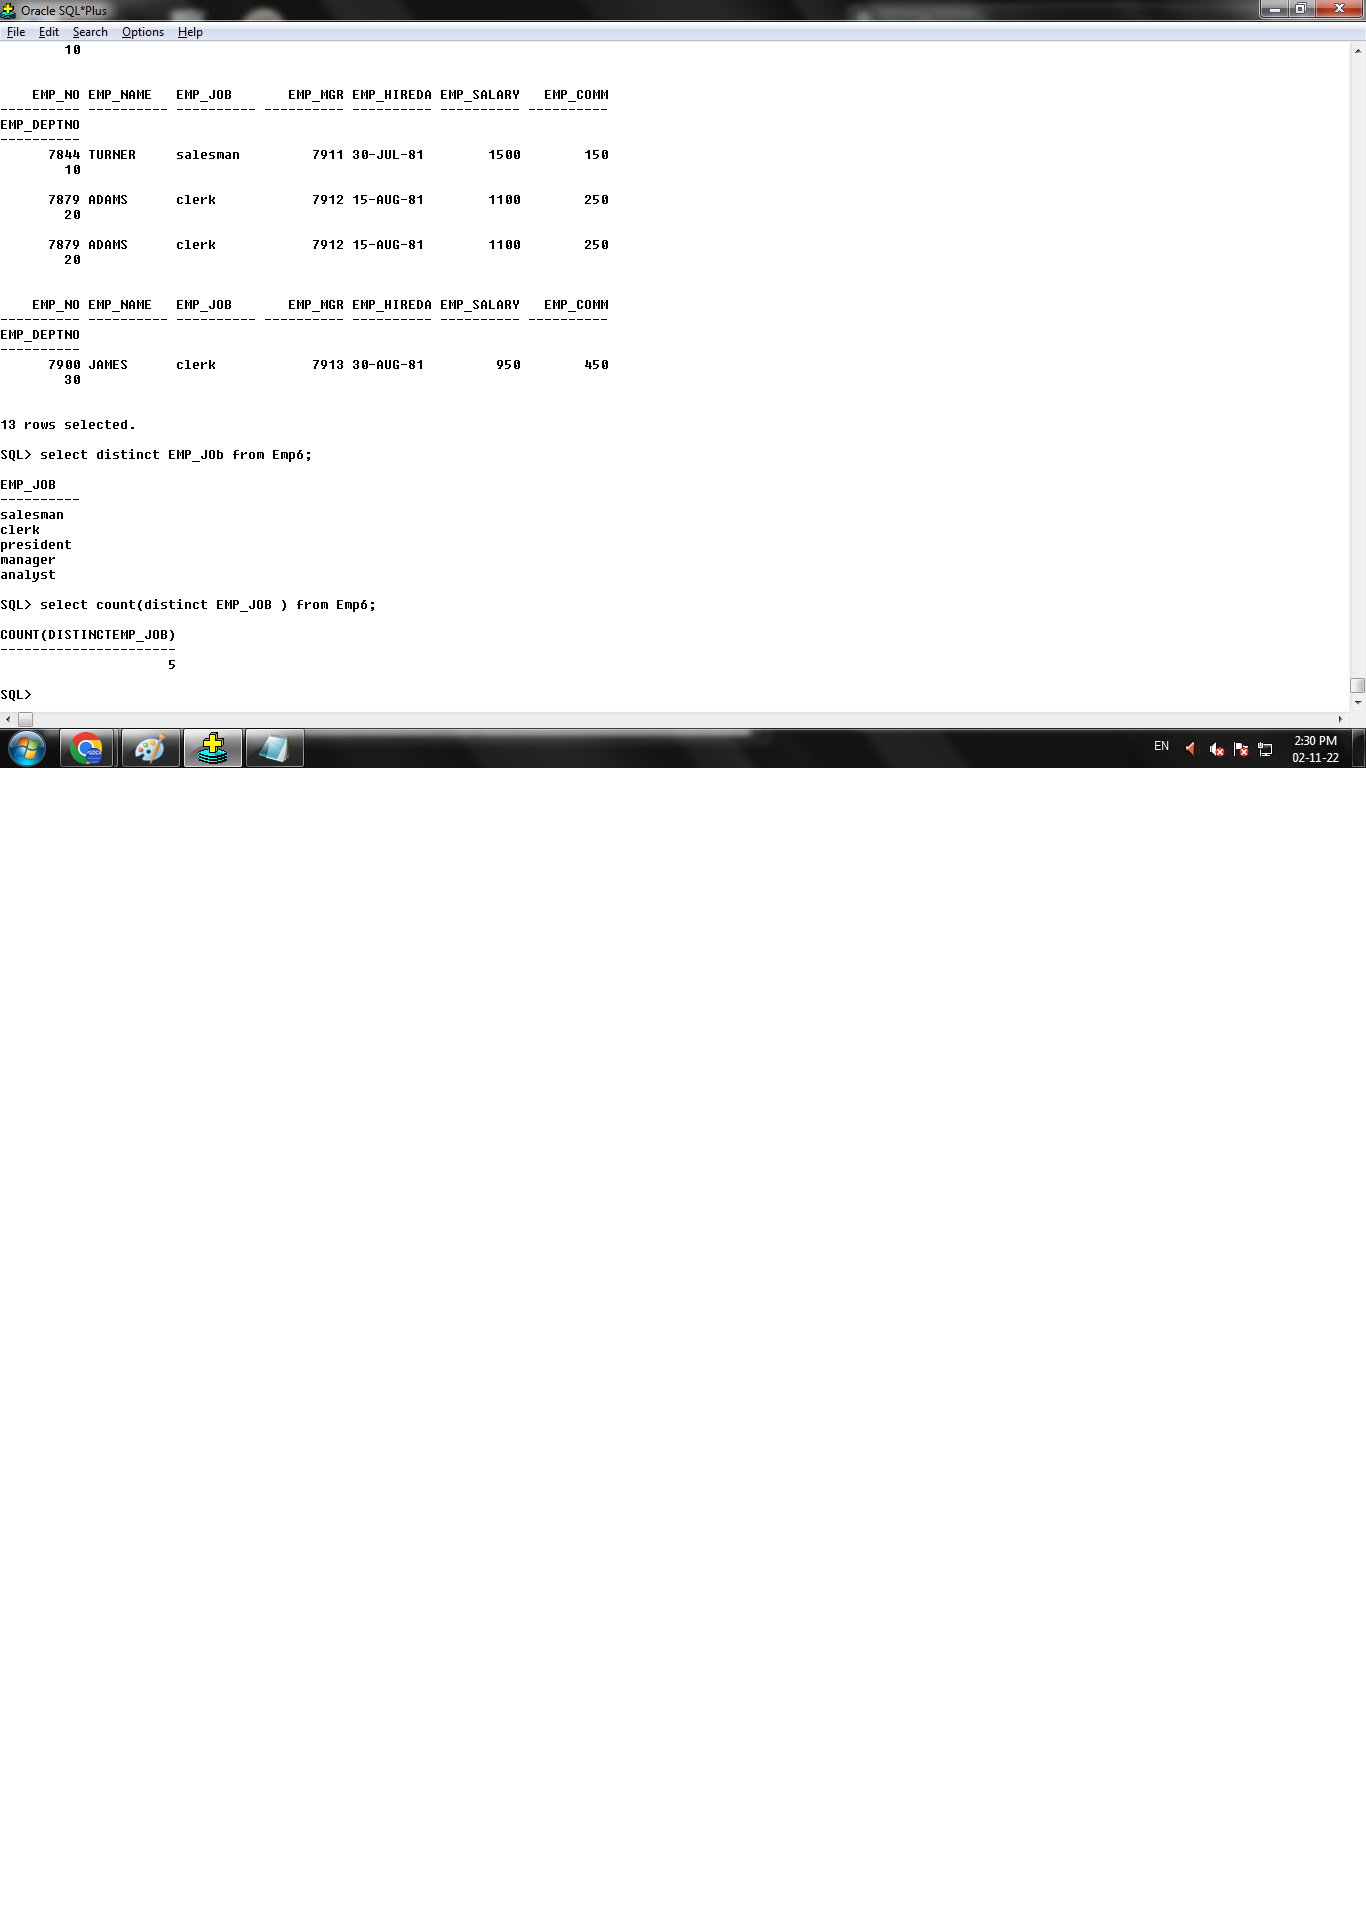 Oracle SQL*Plus
File Edit Search Options Help
        10


    EMP_NO EMP_NAME   EMP_JOB       EMP_MGR EMP_HIREDA EMP_SALARY   EMP_COMM
---------- ---------- ---------- ---------- ---------- ---------- ----------
EMP_DEPTNO
----------
      7844 TURNER     salesman         7911 30-JUL-81        1500        150
        10

      7879 ADAMS      clerk            7912 15-AUG-81        1100        250
        20

      7879 ADAMS      clerk            7912 15-AUG-81        1100        250
        20


    EMP_NO EMP_NAME   EMP_JOB       EMP_MGR EMP_HIREDA EMP_SALARY   EMP_COMM
---------- ---------- ---------- ---------- ---------- ---------- ----------
EMP_DEPTNO
----------
      7900 JAMES      clerk            7913 30-AUG-81         950        450
        30


13 rows selected.

SQL> select distinct EMP_JOb from Emp6;

EMP_JOB
----------
salesman
clerk
president
manager
analyst

SQL> select count(distinct EMP_JOB ) from Emp6;

COUNT(DISTINCTEMP_JOB)
----------------------
                     5

SQL>
EN
2:30 PM
02-11-22